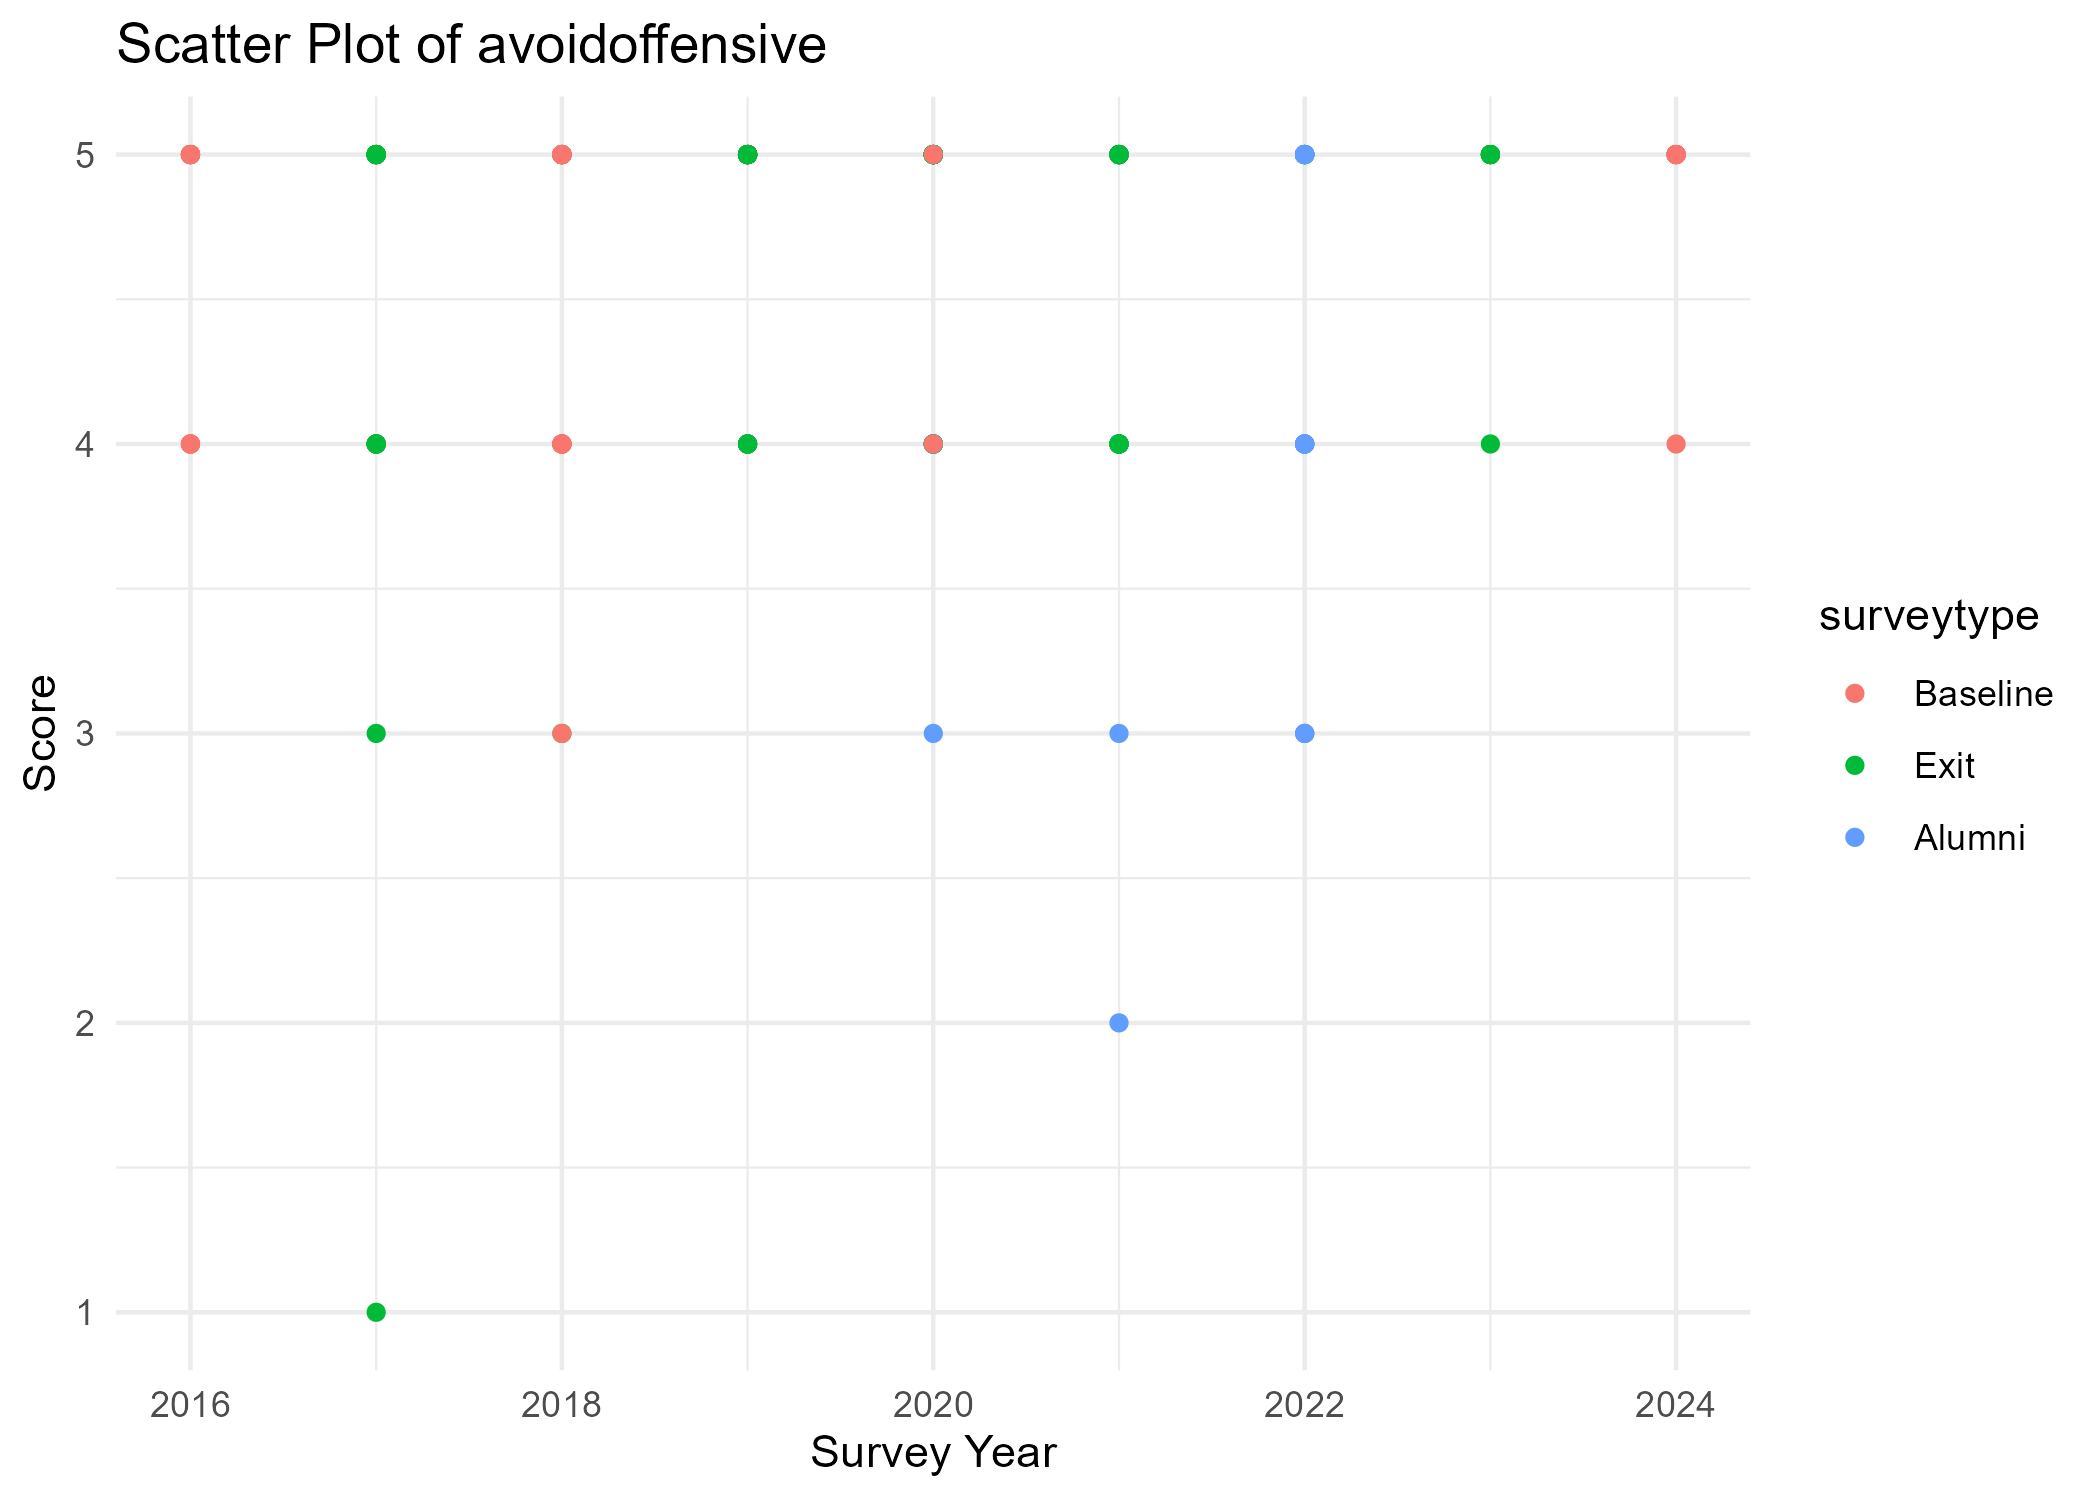 Scatter Plot of avoidoffensive
5
4
3
2
1
Score
2016 2018 2020 2022 2024
Survey Year
surveytype
Baseline
Exit
Alumni